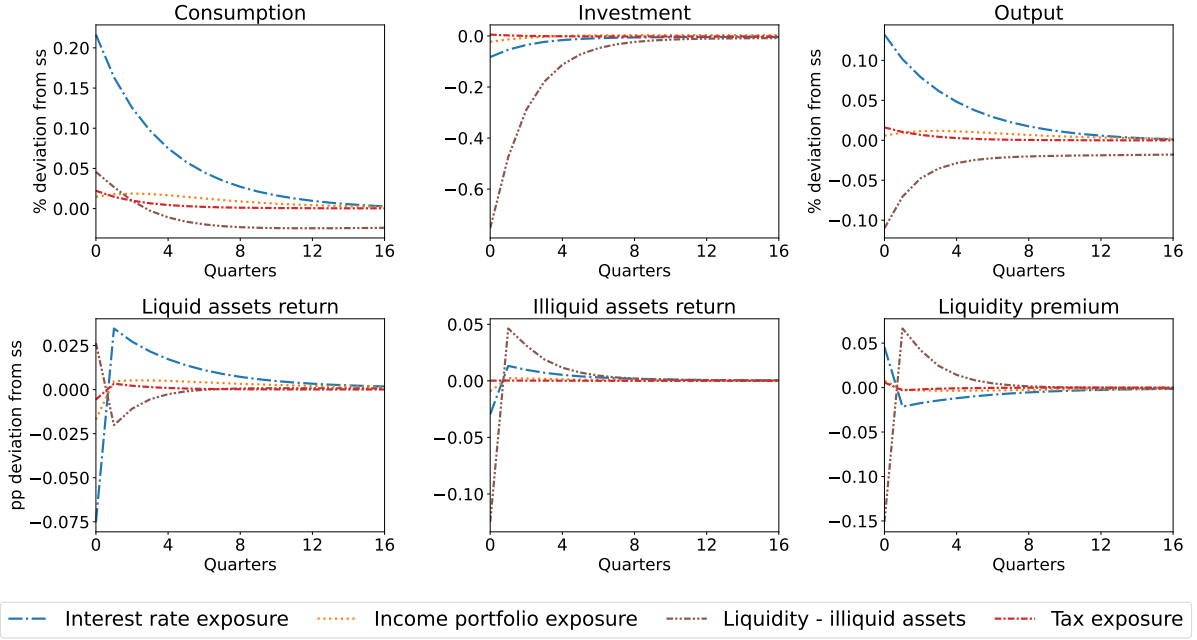 Consumption
Investment
Output
% deviation from ss
0.20
0.15
0.10
0.05
0.00
0 4 8 12 16
Quarters
0.0
−0.2
−0.4
−0.6
0 4 8 12 16
Quarters
% deviation from ss
0.10
0.05
0.00
−0.05
−0.10
0 4 8 12 16
Quarters
Liquid assets return
Illiquid assets return
Liquidity premium
pp deviation from ss
0.025
0.000
−0.025
−0.050
−0.075
0 4 8 12 16
Quarters
0.05
0.00
−0.05
−0.10
0 4 8 12 16
Quarters
0.05
0.00
−0.05
−0.10
−0.15
0 4 8 12 16
Quarters
Interest rate exposure Income portfolio exposure Liquidity - illiquid assets Tax exposure